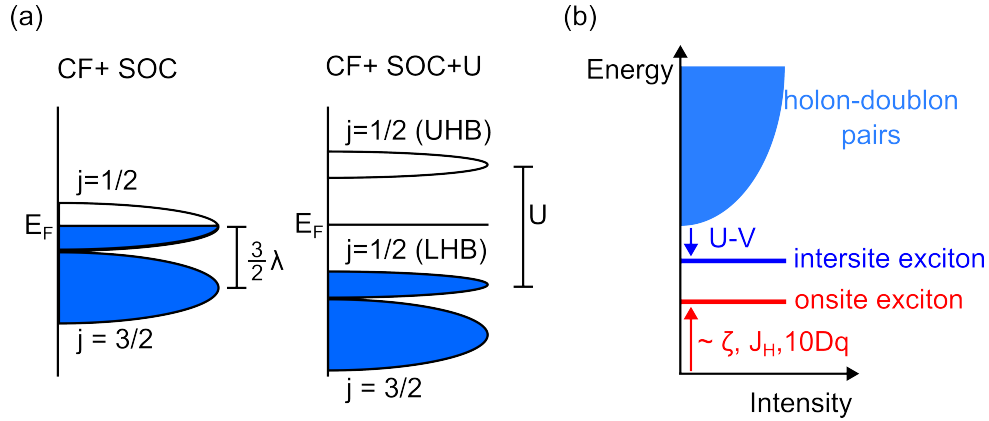 (a)
CF+ SOC
j=1/2
E_F
3/2 λ
j = 3/2
CF+ SOC+U
j=1/2 (UHB)
E_F
U
j=1/2 (LHB)
j = 3/2
(b)
Energy
holon-doublon
pairs
U-V
intersite exciton
onsite exciton
~ ζ, J_H,10Dq
Intensity